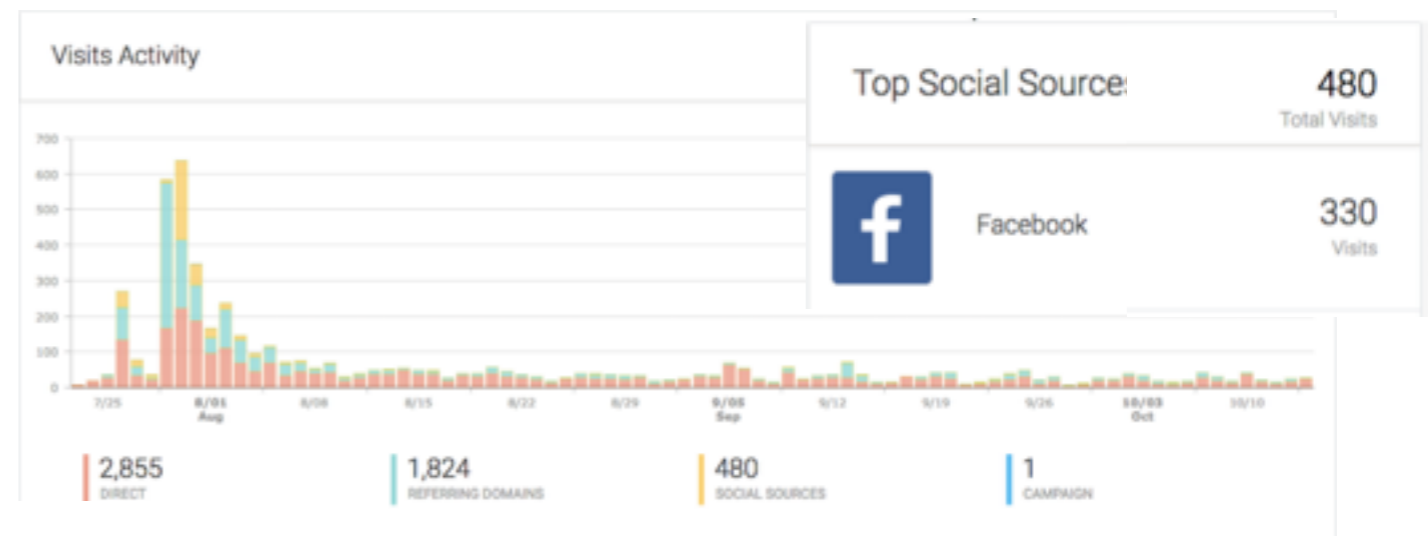 Visits Activity
Top Social Source
480
Total Visits
f
Facebook
330
Visits
700
600
500
400
300
200
100
0
7/25 8/01 8/08 8/15 8/22 8/29 9/05 9/12 9/19 9/26 10/03 10/10
Aug Sep Oct
2,855 1,824 480 1
DIRECT REFERRING DOMAINS SOCIAL SOURCES CAMPAIGN